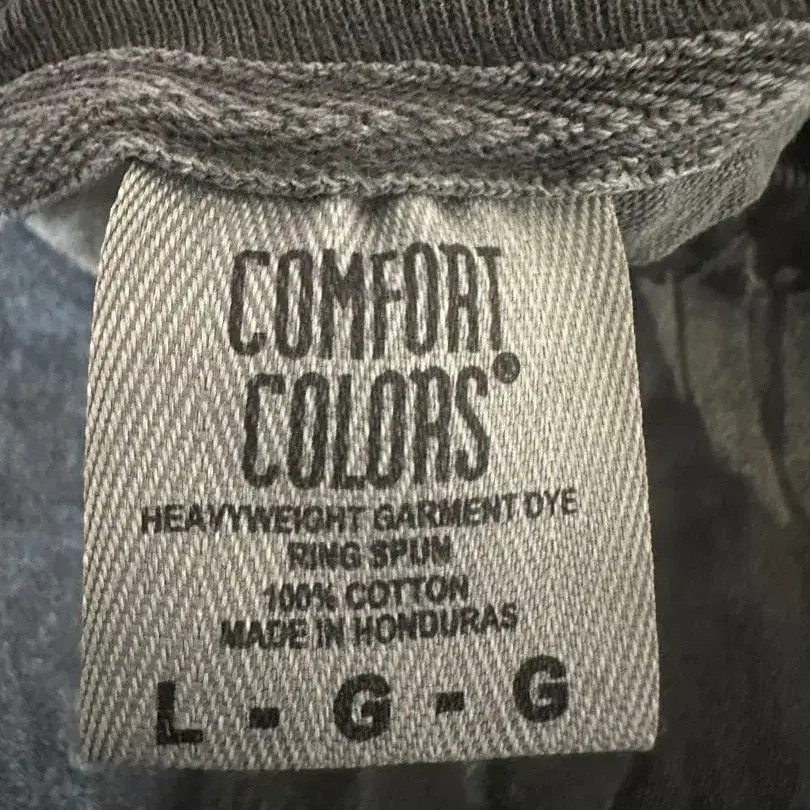 COMFORT
COLORS®
HEAVYWEIGHT GARMENT DYE
RING SPUN
100% COTTON
MADE IN HONDURAS
L - G - G